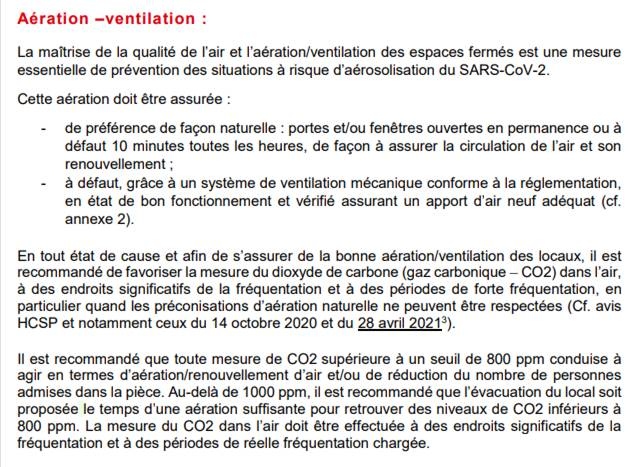 Aération –ventilation :
La maîtrise de la qualité de l'air et l'aération/ventilation des espaces fermés est une mesure
essentielle de prévention des situations à risque d'aérosolisation du SARS-CoV-2.
Cette aération doit être assurée :
- de préférence de façon naturelle : portes et/ou fenêtres ouvertes en permanence ou à
défaut 10 minutes toutes les heures, de façon à assurer la circulation de l'air et son
renouvellement ;
- à défaut, grâce à un système de ventilation mécanique conforme à la réglementation,
en état de bon fonctionnement et vérifié assurant un apport d'air neuf adéquat (cf.
annexe 2).
En tout état de cause et afin de s'assurer de la bonne aération/ventilation des locaux, il est
recommandé de favoriser la mesure du dioxyde de carbone (gaz carbonique – CO2) dans l'air,
à des endroits significatifs de la fréquentation et à des périodes de forte fréquentation, en
particulier quand les préconisations d'aération naturelle ne peuvent être respectées (Cf. avis
HCSP et notamment ceux du 14 octobre 2020 et du 28 avril 2021³).
Il est recommandé que toute mesure de CO2 supérieure à un seuil de 800 ppm conduise à
agir en termes d'aération/renouvellement d'air et/ou de réduction du nombre de personnes
admises dans la pièce. Au-delà de 1000 ppm, il est recommandé que l'évacuation du local soit
proposée le temps d'une aération suffisante pour retrouver des niveaux de CO2 inférieurs à
800 ppm. La mesure du CO2 dans l'air doit être effectuée à des endroits significatifs de la
fréquentation et à des périodes de réelle fréquentation chargée.